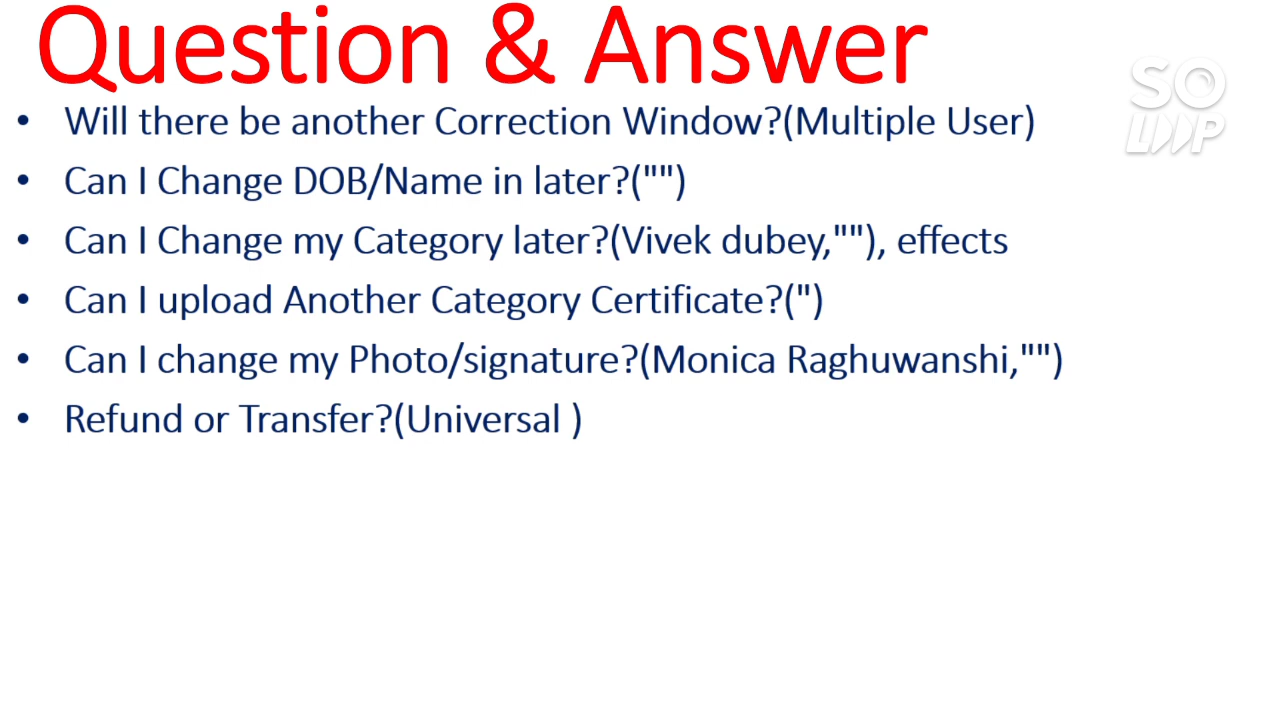 Question & Answer
• Will there be another Correction Window?(Multiple User)
• Can I Change DOB/Name in later?("")
• Can I Change my Category later?(Vivek dubey,""), effects
• Can I upload Another Category Certificate?(")
• Can I change my Photo/signature?(Monica Raghuwanshi,"")
• Refund or Transfer?(Universal )
SO
LOOP